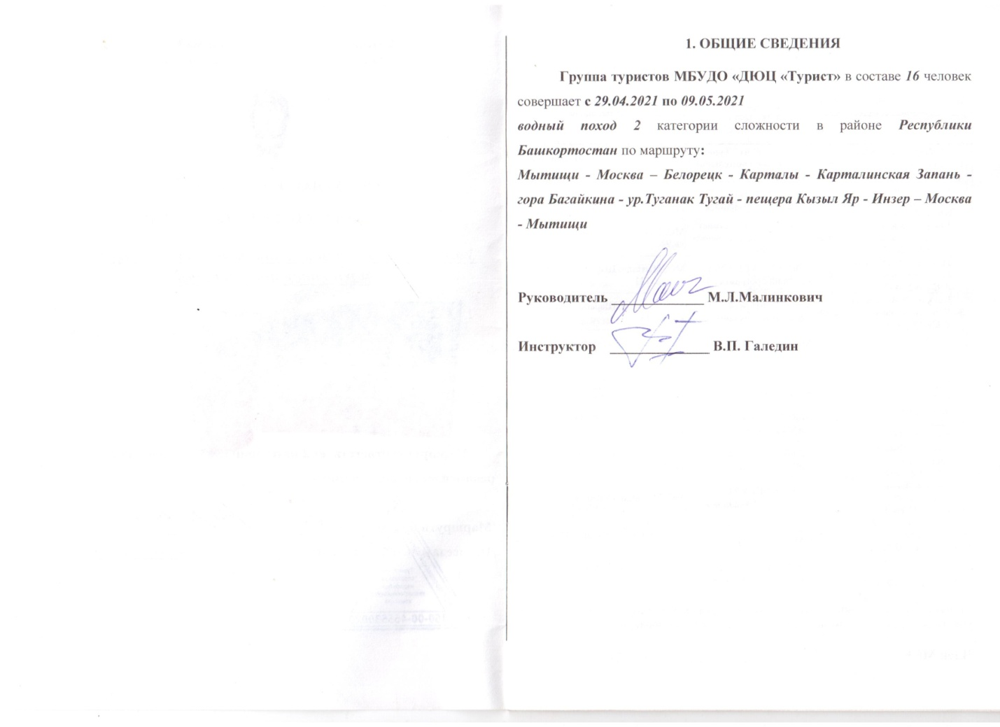 1. ОБЩИЕ СВЕДЕНИЯ
Группа туристов МБУДО «ДЮЦ «Турист» в составе 16 человек
совершает с 29.04.2021 по 09.05.2021
водный поход 2 категории сложности в районе Республики
Башкортостан по маршруту:
Мытищи - Москва – Белорецк - Карталы - Карталинская Запань -
гора Багайкина - ур.Туганак Тугай - пещера Кызыл Яр - Инзер – Москва
- Мытищи
Руководитель ______________ М.Л.Малинкович
Инструктор _______________ В.П. Галедин